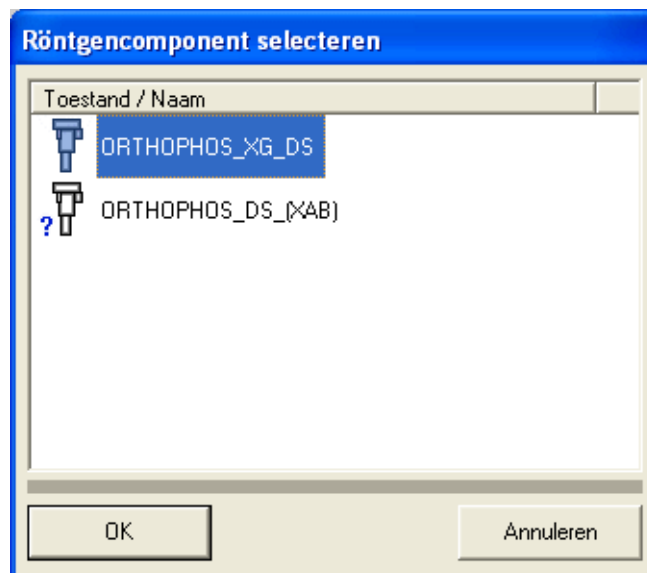 Röntgencomponent selecteren
Toestand / Naam
ORTHOPHOS_XG_DS
? ORTHOPHOS_DS_(XAB)
OK Annuleren